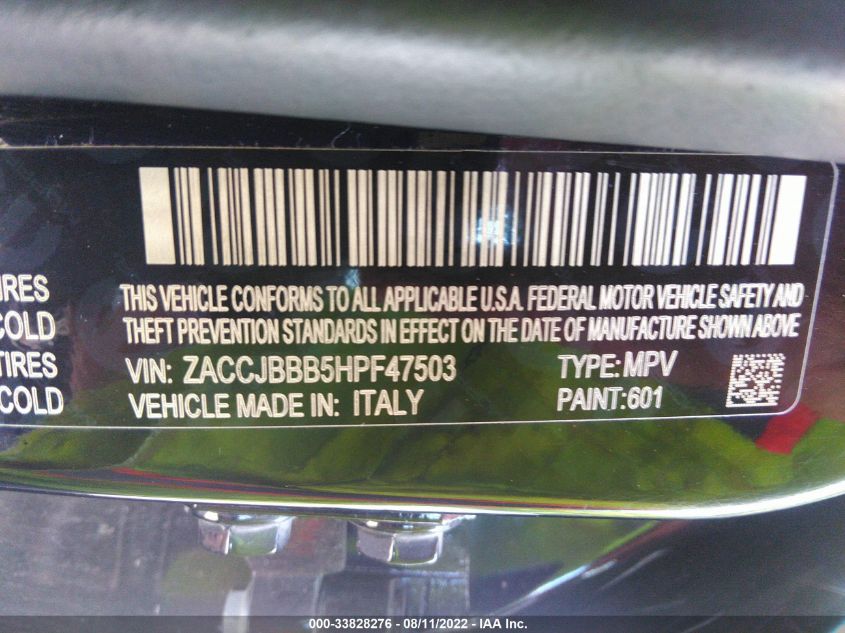 THIS VEHICLE CONFORMS TO ALL APPLICABLE U.S.A. FEDERAL MOTOR VEHICLE SAFETY AND
THEFT PREVENTION STANDARDS IN EFFECT ON THE DATE OF MANUFACTURE SHOWN ABOVE
VIN: ZACCJBBB5HPF47503 TYPE: MPV
VEHICLE MADE IN: ITALY PAINT:601
COLD
TIRES
COLD
000-33828276 - 08/11/2022 - IAA Inc.